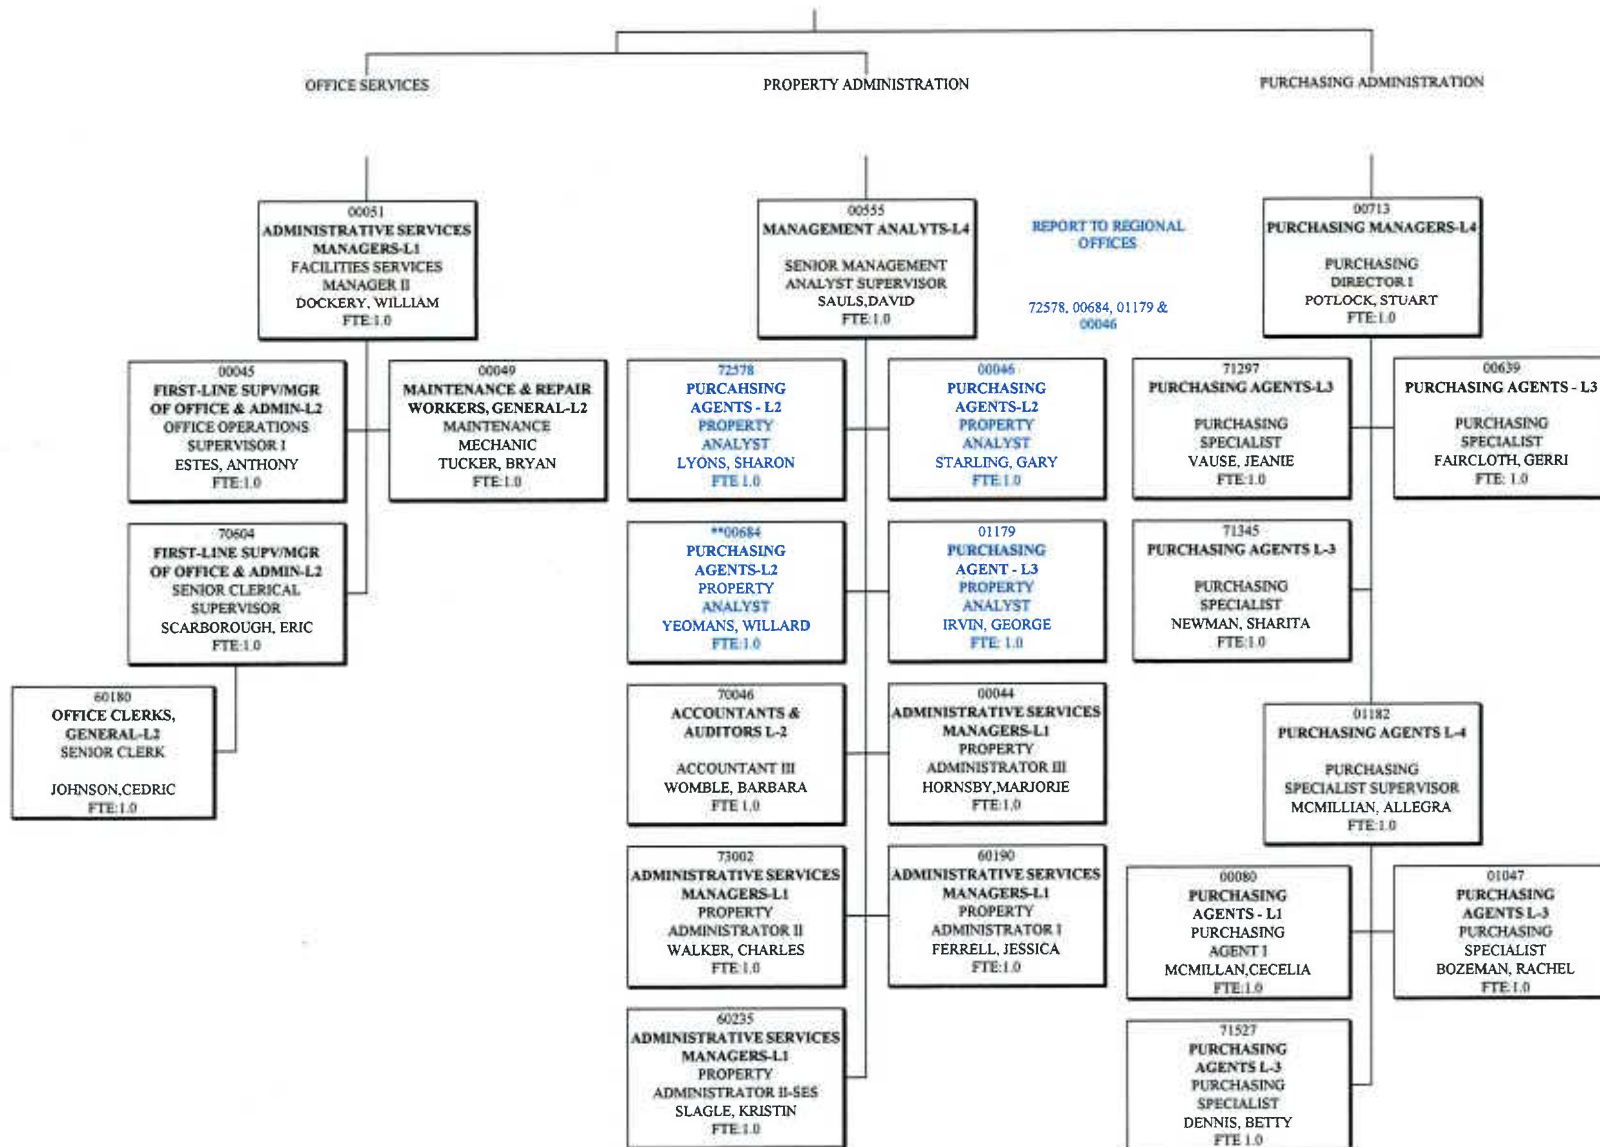 OFFICE SERVICES
PROPERTY ADMINISTRATION
PURCHASING ADMINISTRATION
00051
ADMINISTRATIVE SERVICES
MANAGERS-L1
FACILITIES SERVICES
MANAGER II
DOCKERY, WILLIAM
FTE:1.0
00555
MANAGEMENT ANALYTS-L4
SENIOR MANAGEMENT
ANALYST SUPERVISOR
SAULS,DAVID
FTE:1.0
REPORT TO REGIONAL
OFFICES
72578, 00684, 01179 &
00046
00713
PURCHASING MANAGERS-L4
PURCHASING
DIRECTOR I
POTLOCK, STUART
FTE:1.0
00045
FIRST-LINE SUPV/MGR
OF OFFICE & ADMIN-L2
OFFICE OPERATIONS
SUPERVISOR I
ESTES, ANTHONY
FTE:1.0
00049
MAINTENANCE & REPAIR
WORKERS, GENERAL-L2
MAINTENANCE
MECHANIC
TUCKER, BRYAN
FTE:1.0
72578
PURCAHSING
AGENTS - L2
PROPERTY
ANALYST
LYONS, SHARON
FTE 1.0
00046
PURCHASING
AGENTS-L2
PROPERTY
ANALYST
STARLING, GARY
FTE:1.0
71297
PURCHASING AGENTS-L3
PURCHASING
SPECIALIST
VAUSE, JEANIE
FTE:1.0
00639
PURCHASING AGENTS - L3
PURCHASING
SPECIALIST
FAIRCLOTH, GERRI
FTE: 1.0
70604
FIRST-LINE SUPV/MGR
OF OFFICE & ADMIN-L2
SENIOR CLERICAL
SUPERVISOR
SCARBOROUGH, ERIC
FTE:1.0
**00684
PURCHASING
AGENTS-L2
PROPERTY
ANALYST
YEOMANS, WILLARD
FTE:1.0
01179
PURCHASING
AGENT - L3
PROPERTY
ANALYST
IRVIN, GEORGE
FTE: 1.0
71345
PURCHASING AGENTS L-3
PURCHASING
SPECIALIST
NEWMAN, SHARITA
FTE:1.0
60180
OFFICE CLERKS,
GENERAL-L2
SENIOR CLERK
JOHNSON,CEDRIC
FTE:1.0
70046
ACCOUNTANTS &
AUDITORS L-2
ACCOUNTANT III
WOMBLE, BARBARA
FTE 1.0
00044
ADMINISTRATIVE SERVICES
MANAGERS-L1
PROPERTY
ADMINISTRATOR III
HORNSBY,MARJORIE
FTE:1.0
01182
PURCHASING AGENTS L-4
PURCHASING
SPECIALIST SUPERVISOR
MCMILLIAN, ALLEGRA
FTE:1.0
73002
ADMINISTRATIVE SERVICES
MANAGERS-L1
PROPERTY
ADMINISTRATOR II
WALKER, CHARLES
FTE:1.0
60190
ADMINISTRATIVE SERVICES
MANAGERS-L1
PROPERTY
ADMINISTRATOR I
FERRELL, JESSICA
FTE:1.0
00080
PURCHASING
AGENTS - L1
PURCHASING
AGENT I
MCMILLAN,CECELIA
FTE:1.0
01047
PURCHASING
AGENTS L-3
PURCHASING
SPECIALIST
BOZEMAN, RACHEL
FTE:1.0
60235
ADMINISTRATIVE SERVICES
MANAGERS-L1
PROPERTY
ADMINISTRATOR II-SES
SLAGLE, KRISTIN
FTE:1.0
71527
PURCHASING
AGENTS L-3
PURCHASING
SPECIALIST
DENNIS, BETTY
FTE 1.0